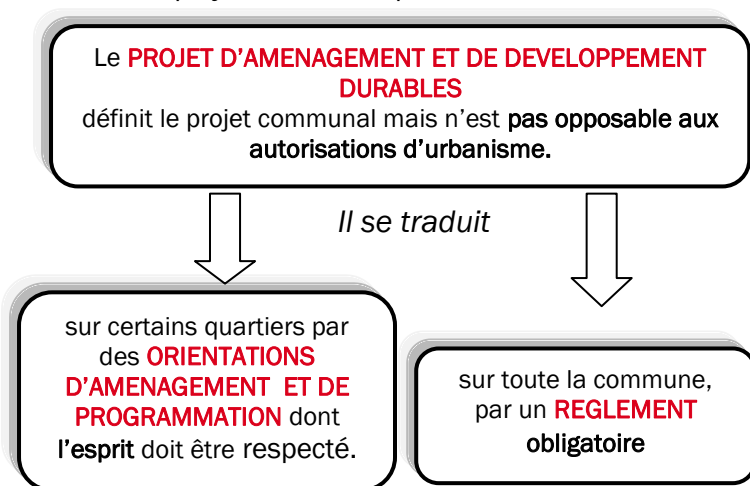 Le PROJET D'AMENAGEMENT ET DE DEVELOPPEMENT
DURABLES
définit le projet communal mais n'est pas opposable aux
autorisations d'urbanisme.
Il se traduit
sur certains quartiers par
des ORIENTATIONS
D'AMENAGEMENT ET DE
PROGRAMMATION dont
l'esprit doit être respecté.
sur toute la commune,
par un REGLEMENT
obligatoire